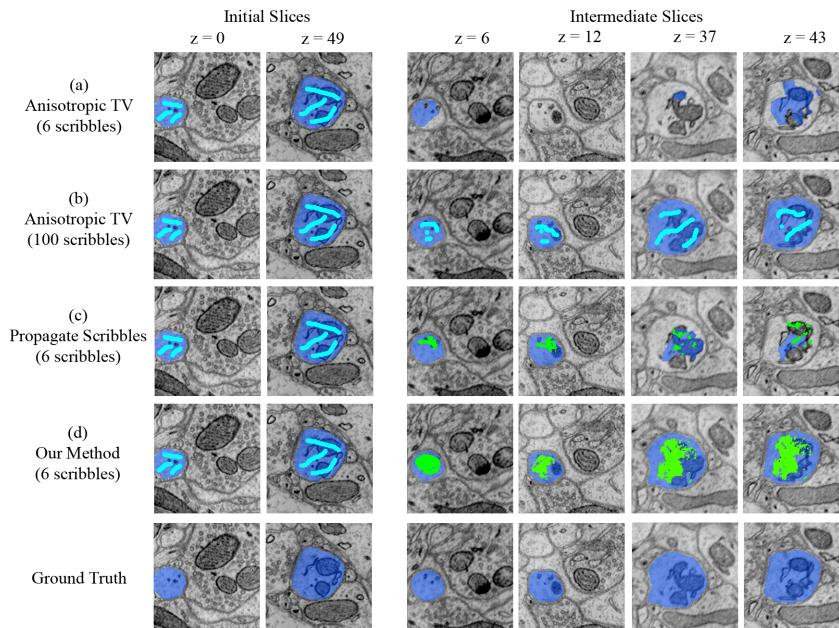 Initial Slices
Intermediate Slices
z = 0
z = 49
z = 6
z = 12
z = 37
z = 43
(a)
Anisotropic TV
(6 scribbles)
(b)
Anisotropic TV
(100 scribbles)
(c)
Propagate Scribbles
(6 scribbles)
(d)
Our Method
(6 scribbles)
Ground Truth